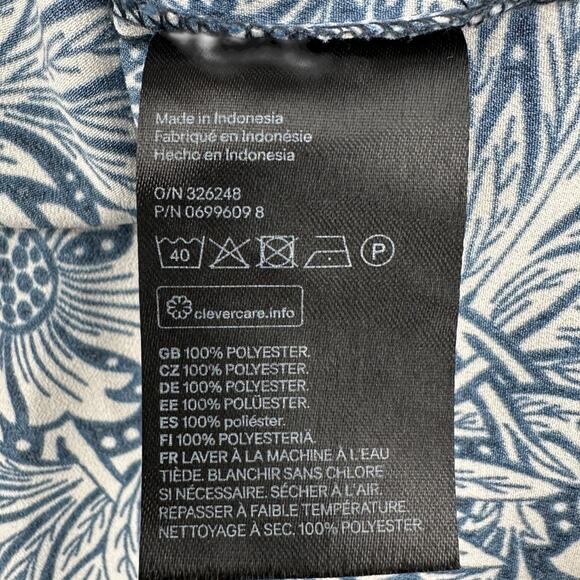 Made in Indonesia
Fabriqué en Indonésie
Hecho en Indonesia
O/N 326248
P/N 0699609 8
40 P
clevercare.info
GB 100% POLYESTER.
CZ 100% POLYESTER.
DE 100% POLYESTER.
EE 100% POLÜESTER.
ES 100% poliéster.
FI 100% POLYESTERIÄ.
FR LAVER À LA MACHINE À L'EAU
TIÈDE. BLANCHIR SANS CHLORE
SI NÉCESSAIRE. SÉCHER À L'AIR.
REPASSER À FAIBLE TEMPÉRATURE.
NETTOYAGE À SEC. 100% POLYESTER.